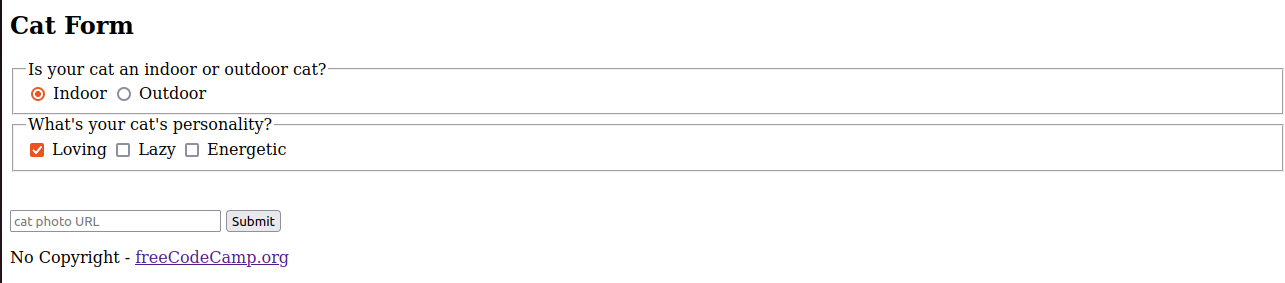 Cat Form
Is your cat an indoor or outdoor cat?
Indoor Outdoor
What's your cat's personality?
Loving Lazy Energetic
cat photo URL Submit
No Copyright - freeCodeCamp.org